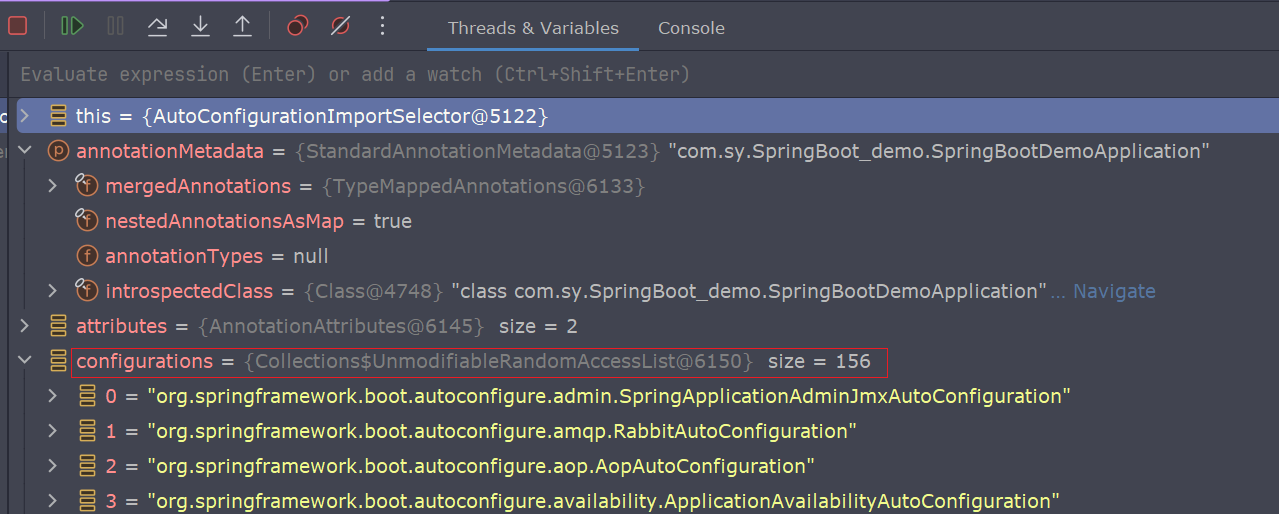 Threads & Variables Console
Evaluate expression (Enter) or add a watch (Ctrl+Shift+Enter)
this = {AutoConfigurationImportSelector@5122}
annotationMetadata = {StandardAnnotationMetadata@5123} "com.sy.SpringBoot_demo.SpringBootDemoApplication"
mergedAnnotations = {TypeMappedAnnotations@6133}
nestedAnnotationsAsMap = true
annotationTypes = null
introspectedClass = {Class@4748} "class com.sy.SpringBoot_demo.SpringBootDemoApplication" ... Navigate
attributes = {AnnotationAttributes@6145} size = 2
configurations = {Collections$UnmodifiableRandomAccessList@6150} size = 156
0 = "org.springframework.boot.autoconfigure.admin.SpringApplicationAdminJmxAutoConfiguration"
1 = "org.springframework.boot.autoconfigure.amqp.RabbitAutoConfiguration"
2 = "org.springframework.boot.autoconfigure.aop.AopAutoConfiguration"
3 = "org.springframework.boot.autoconfigure.availability.ApplicationAvailabilityAutoConfiguration"